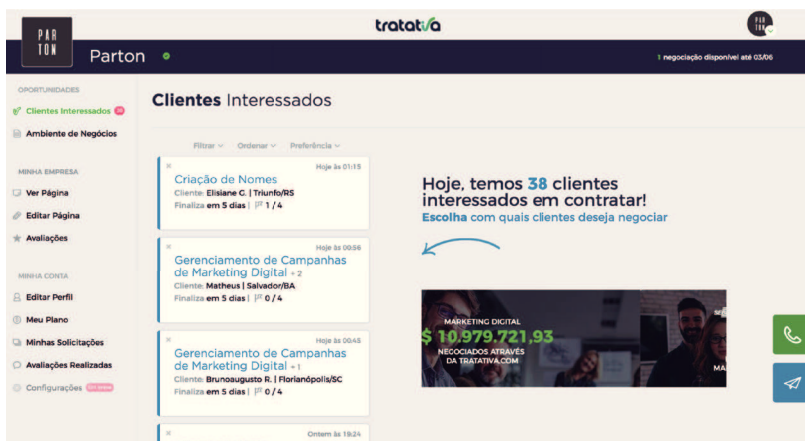 PAR
TON
tratativa
PAR
TON
Parton
1 negociação disponível até 03/06
OPORTUNIDADES
Clientes Interessados 38
Ambiente de Negócios
MINHA EMPRESA
Ver Página
Editar Página
Avaliações
MINHA CONTA
Editar Perfil
Meu Plano
Minhas Solicitações
Avaliações Realizadas
Configurações
Clientes Interessados
Filtrar Ordenar Preferência
Hoje às 01:15
Criação de Nomes
Cliente: Elisiane C. | Triunfo/RS
Finaliza em 5 dias | 1 / 4
Hoje às 00:56
Gerenciamento de Campanhas
de Marketing Digital + 2
Cliente: Matheus | Salvador/BA
Finaliza em 5 dias | 0 / 4
Hoje às 00:45
Gerenciamento de Campanhas
de Marketing Digital + 1
Cliente: Brunoaugusto R. | Florianópolis/SC
Finaliza em 5 dias | 0 / 4
Ontem às 19:24
Hoje, temos 38 clientes
interessados em contratar!
Escolha com quais clientes deseja negociar
MARKETING DIGITAL
$ 10.979.721,93
NEGOCIADOS ATRAVÉS
DA TRATATIVA.COM
MA